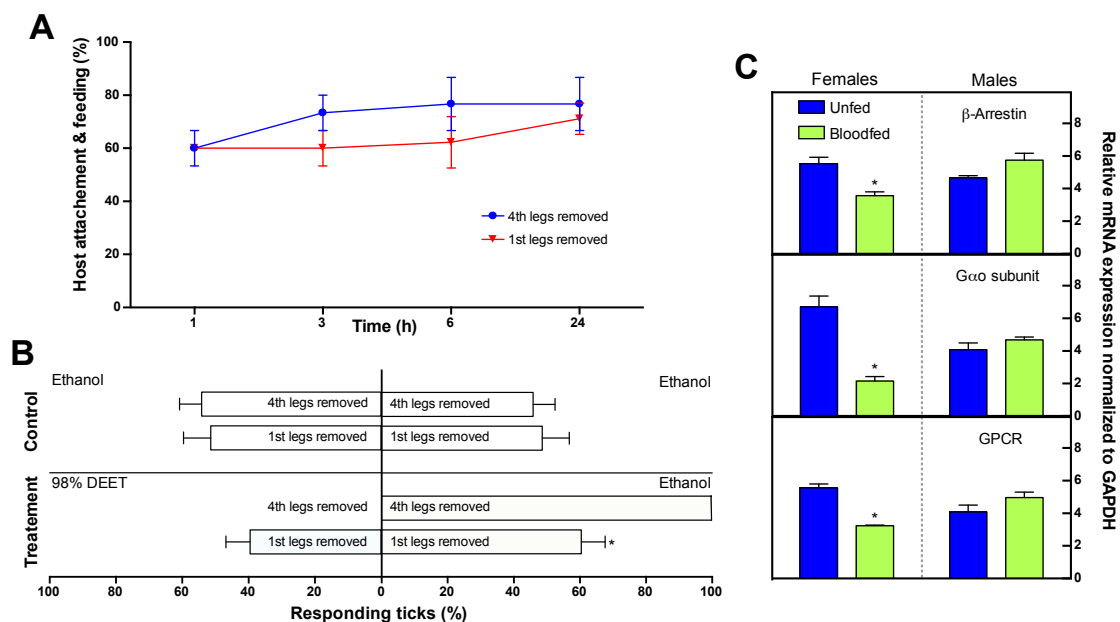 A
Host attachement & feeding (%)
100
80
60
40
20
0
4th legs removed
1st legs removed
1 3 6 24
Time (h)
B
Control
Ethanol Ethanol
4th legs removed 4th legs removed
1st legs removed 1st legs removed
Treatement
98% DEET Ethanol
4th legs removed 4th legs removed
1st legs removed 1st legs removed *
100 80 60 40 20 0 20 40 60 80 100
Responding ticks (%)
C
Females Males
Unfed
Bloodfed
β-Arrestin
*
8
6
4
2
0
Gαo subunit
*
8
6
4
2
0
GPCR
*
8
6
4
2
0
Relative mRNA expression normalized to GAPDH